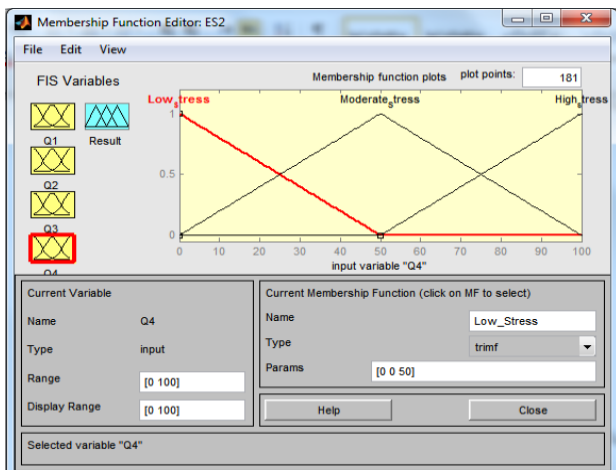 Membership Function Editor: ES2
File Edit View
FIS Variables
Q1
Result
Q2
Q3
Q4
Membership function plots plot points: 181
Low_stress Moderate_stress High_stress
1
0.5
0
0 10 20 30 40 50 60 70 80 90 100
input variable "Q4"
Current Variable
Name Q4
Type input
Range [0 100]
Display Range [0 100]
Current Membership Function (click on MF to select)
Name Low_Stress
Type trimf
Params [0 0 50]
Help Close
Selected variable "Q4"